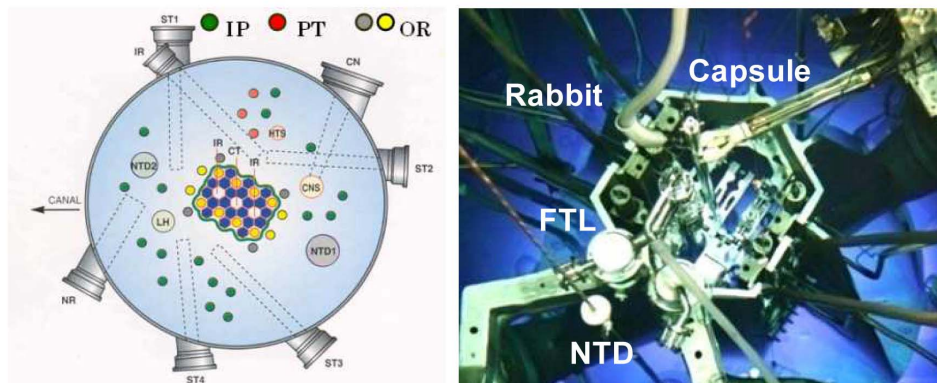 ST1
IP
PT
OR
IR
CN
HTS
IR
CT
IR
ST2
NTD2
CNS
CANAL
LH
NTD1
NR
ST3
ST4
Capsule
Rabbit
FTL
NTD